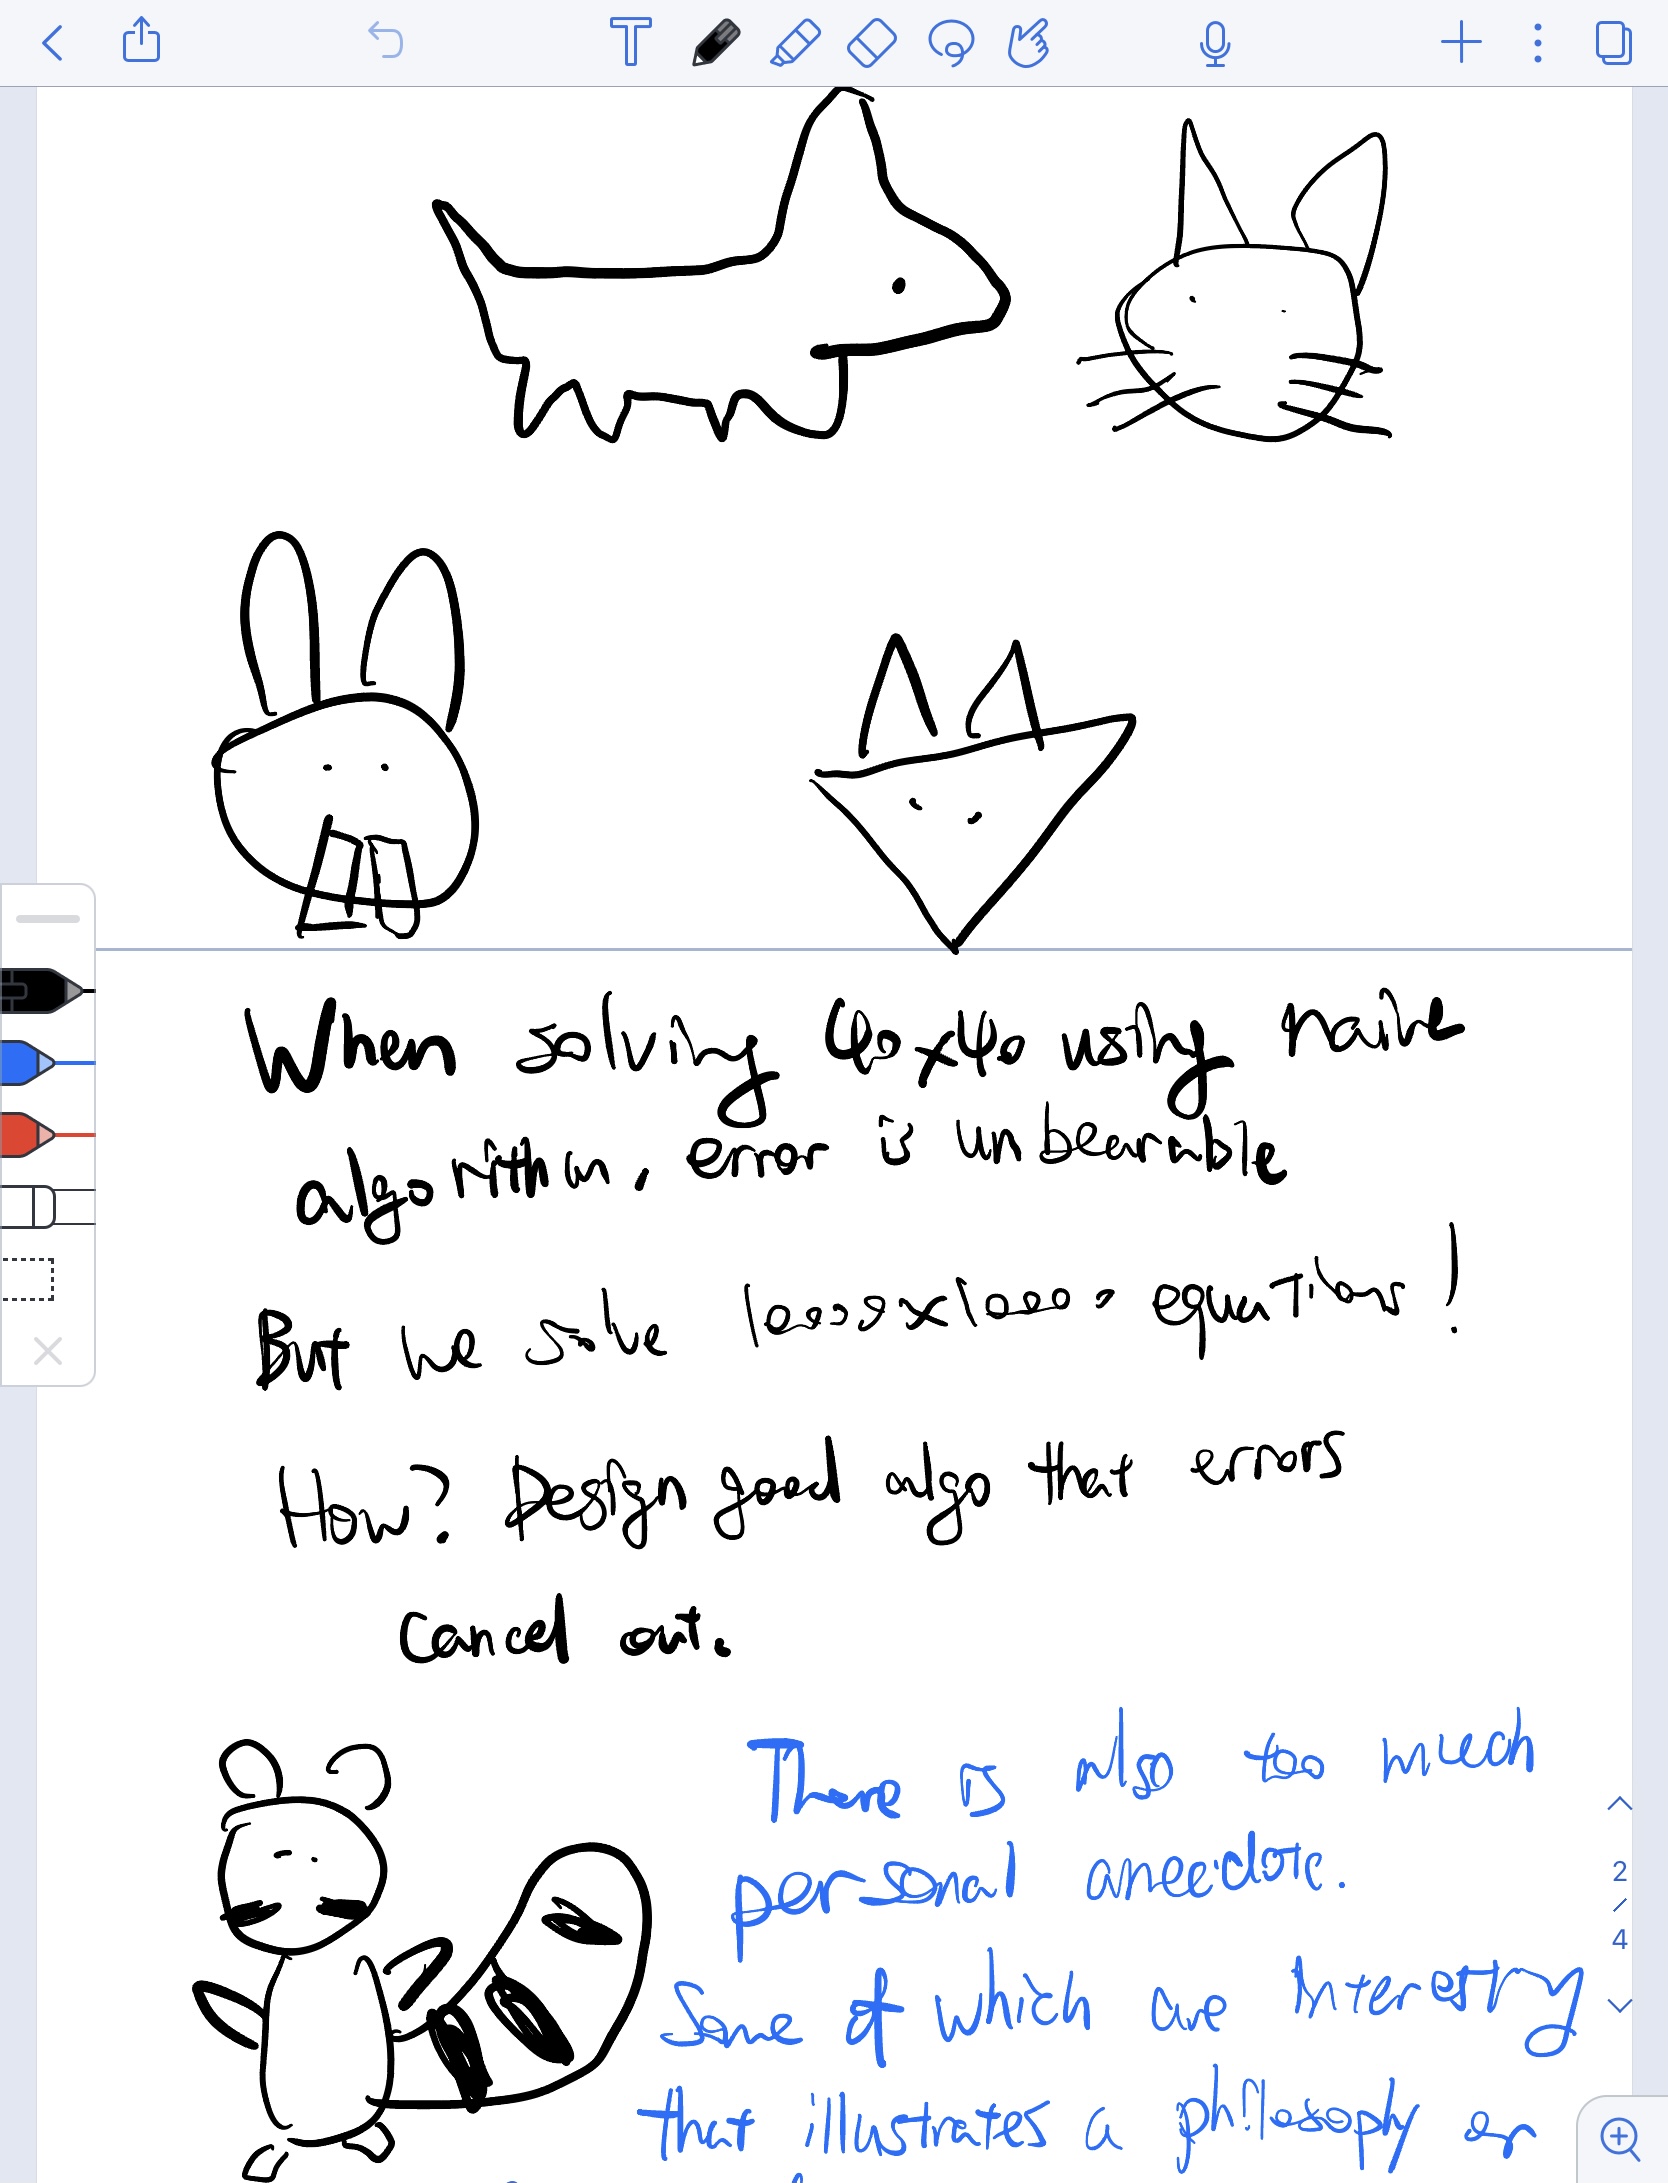 When solving 40x40 using naive
algorithm, error is unbearable
But we solve 10000x10000 equations!
How? Design good algo that errors
cancel out.
There is also too much
personal anecdote.
Some of which are interesting
that illustrates a philosophy or
2
/
4